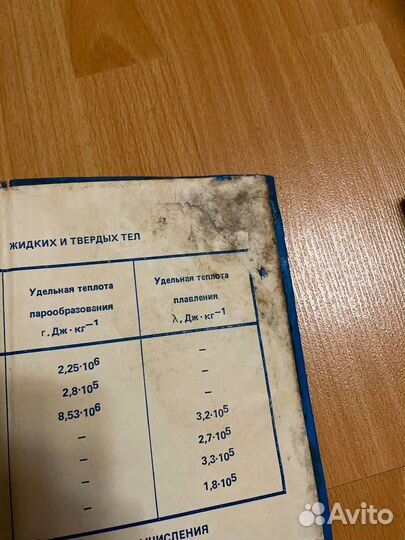 ЖИДКИХ И ТВЕРДЫХ ТЕЛ
Удельная теплота
парообразования
r, Дж·кг⁻¹
Удельная теплота
плавления
λ, Дж·кг⁻¹
2,25·10⁶ –
2,8·10⁵ –
8,53·10⁶ 3,2·10⁵
– 2,7·10⁵
– 3,3·10⁵
– 1,8·10⁵
Avito